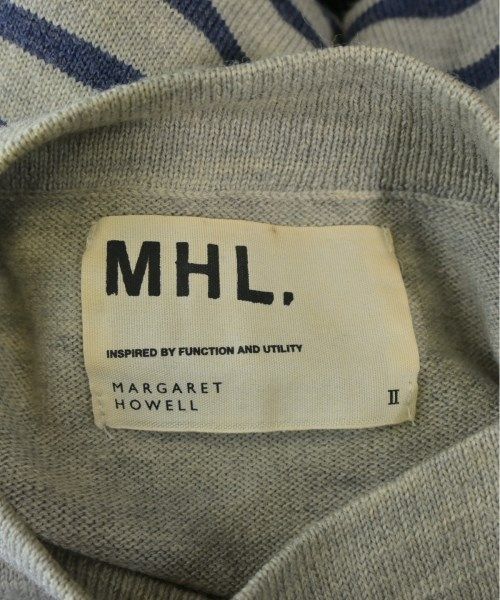 MHL.
INSPIRED BY FUNCTION AND UTILITY
MARGARET
HOWELL
II